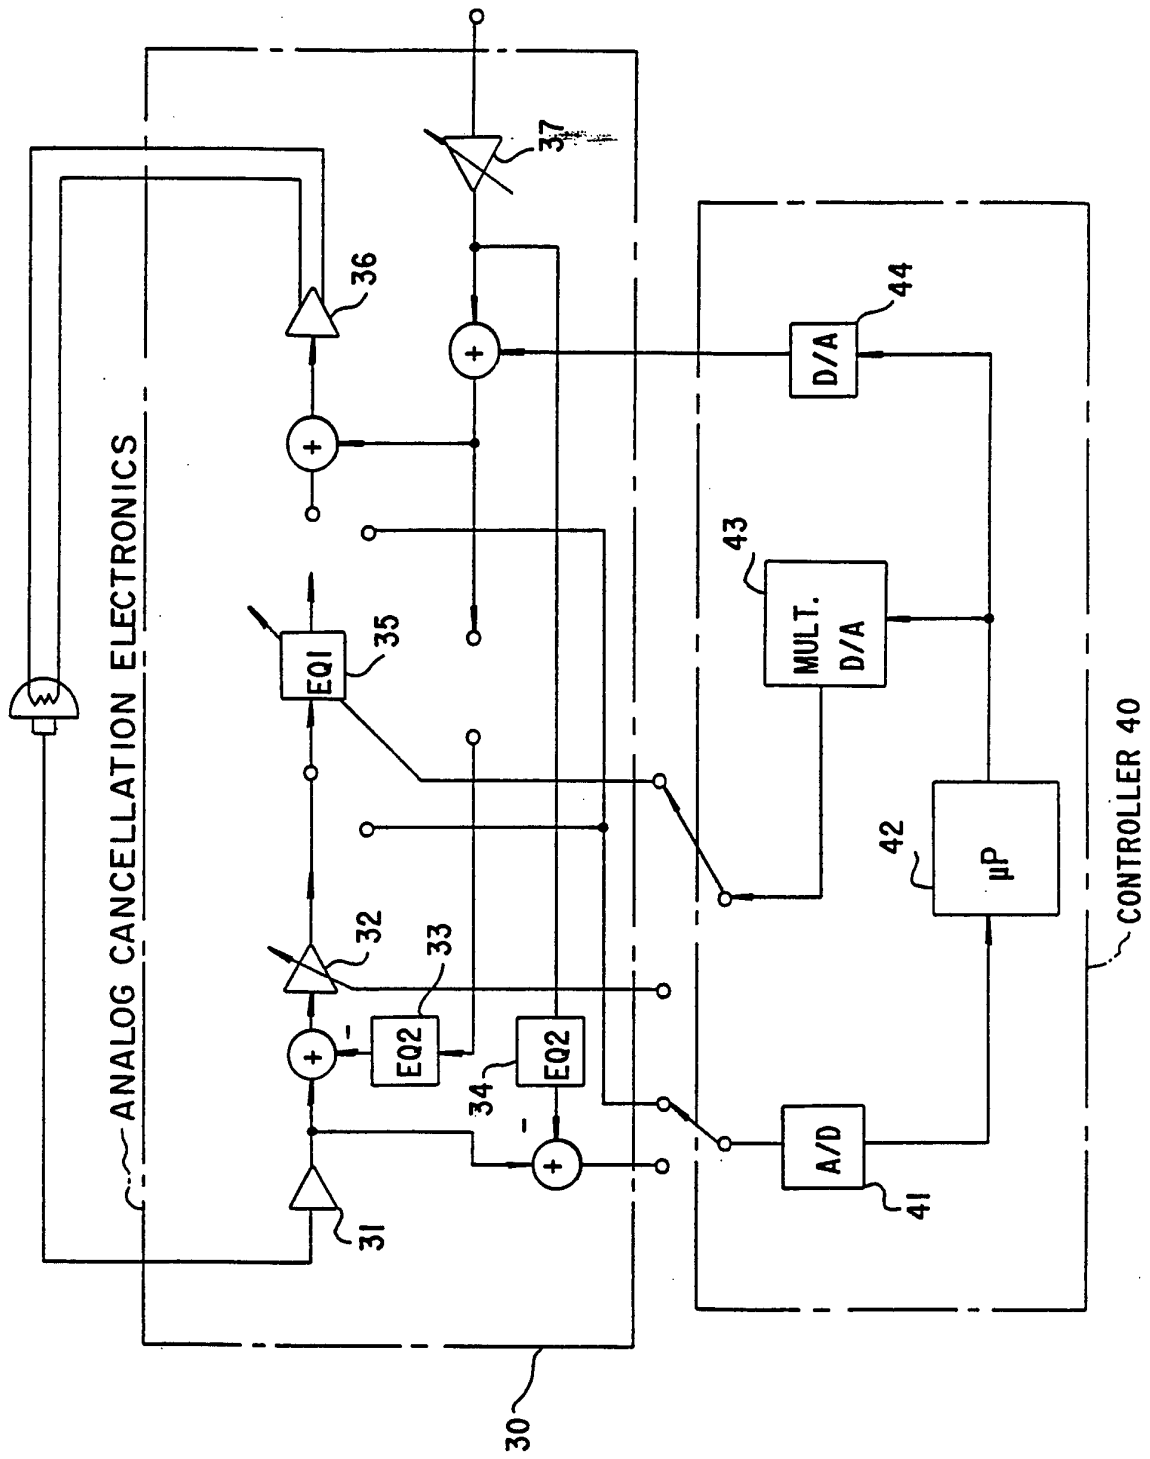 ANALOG CANCELLATION ELECTRONICS
31
+
-
32
EQ2
33
EQ1
35
+
36
+
37
+
-
EQ2
34
30
A/D
41
µP
42
MULT.
D/A
43
D/A
44
CONTROLLER 40